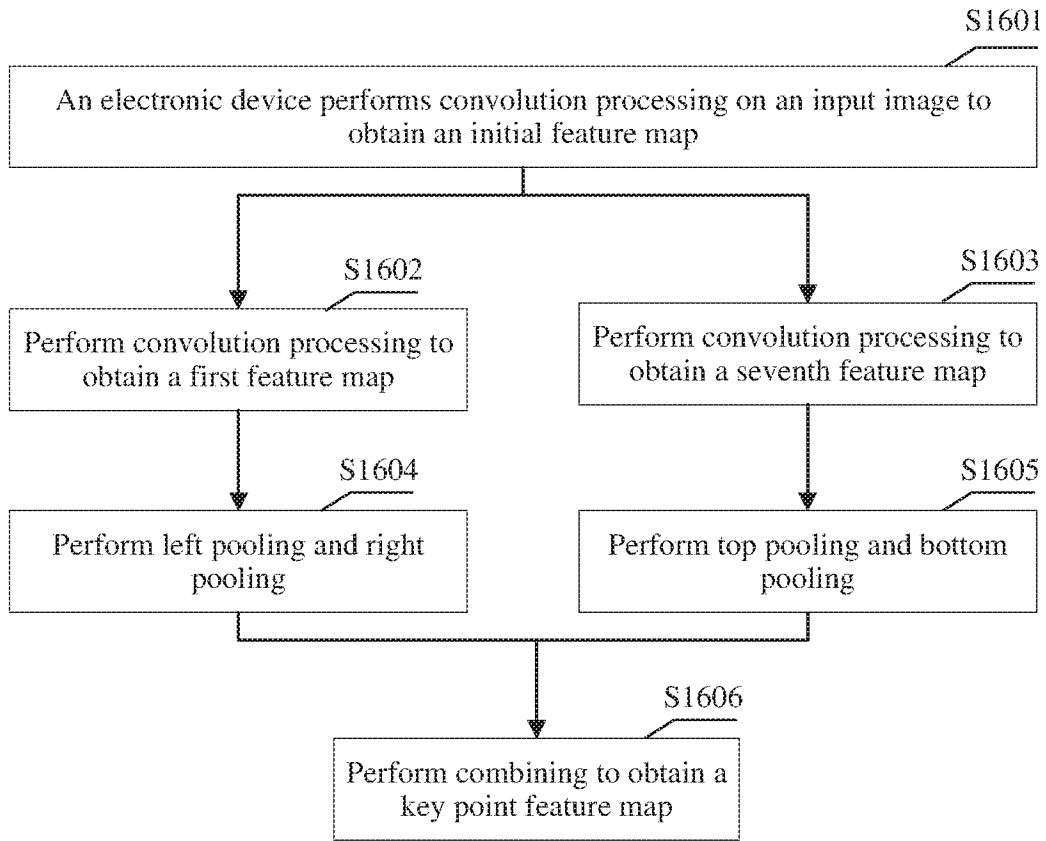 S1601
An electronic device performs convolution processing on an input image to
obtain an initial feature map
S1602
Perform convolution processing to
obtain a first feature map
S1603
Perform convolution processing to
obtain a seventh feature map
S1604
Perform left pooling and right
pooling
S1605
Perform top pooling and bottom
pooling
S1606
Perform combining to obtain a
key point feature map